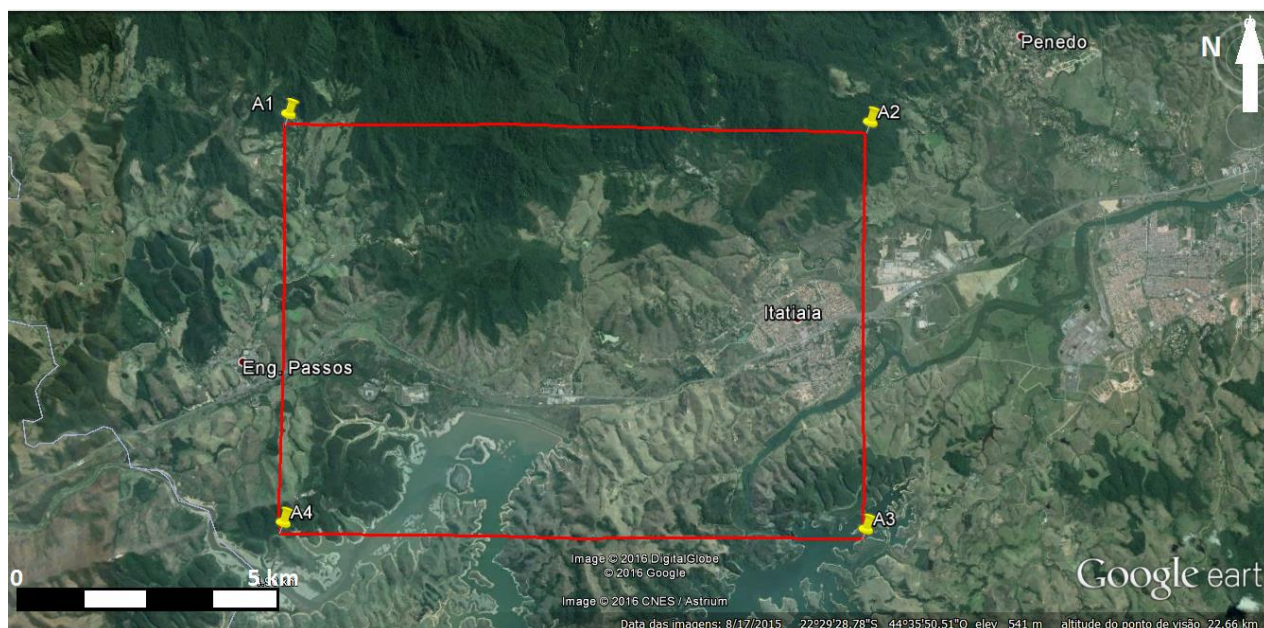 Penedo
N
A1
A2
Itatiaia
Eng. Passos
A4
A3
Image © 2016 DigitalGlobe
© 2016 Google
0
5 km
Google eart
Image © 2016 CNES / Astrium
Data das imagens: 8/17/2015 22°29'28.78"S 44°35'50.51"O elev 541 m altitude do ponto de visão 22.66 km